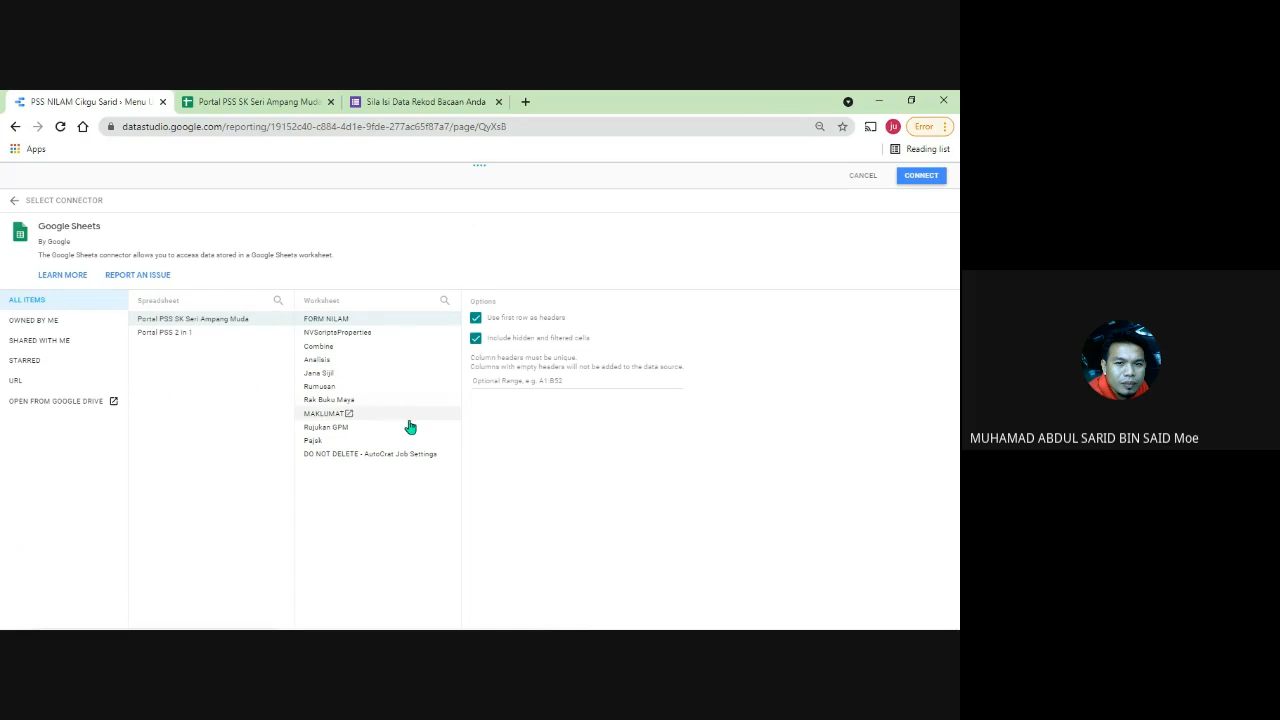 PSS NILAM Cikgu Sarid › Menu U
Portal PSS SK Seri Ampang Muda
Sila Isi Data Rekod Bacaan Anda
datastudio.google.com/reporting/19152c40-c884-4d1e-9fde-277ac65f87a7/page/QyXsB
ju
Error
Apps
Reading list
CANCEL
CONNECT
SELECT CONNECTOR
Google Sheets
By Google
The Google Sheets connector allows you to access data stored in a Google Sheets worksheet.
LEARN MORE
REPORT AN ISSUE
ALL ITEMS
OWNED BY ME
SHARED WITH ME
STARRED
URL
OPEN FROM GOOGLE DRIVE
Spreadsheet
Portal PSS SK Seri Ampang Muda
Portal PSS 2 in 1
Worksheet
FORM NILAM
NVScriptsProperties
Combine
Analisis
Jana Sijil
Rumusan
Rak Buku Maya
MAKLUMAT
Rujukan GPM
Pajsk
DO NOT DELETE - AutoCrat Job Settings
Options
Use first row as headers
Include hidden and filtered cells
Column headers must be unique.
Columns with empty headers will not be added to the data source.
Optional Range, e.g. A1:B52
MUHAMAD ABDUL SARID BIN SAID Moe